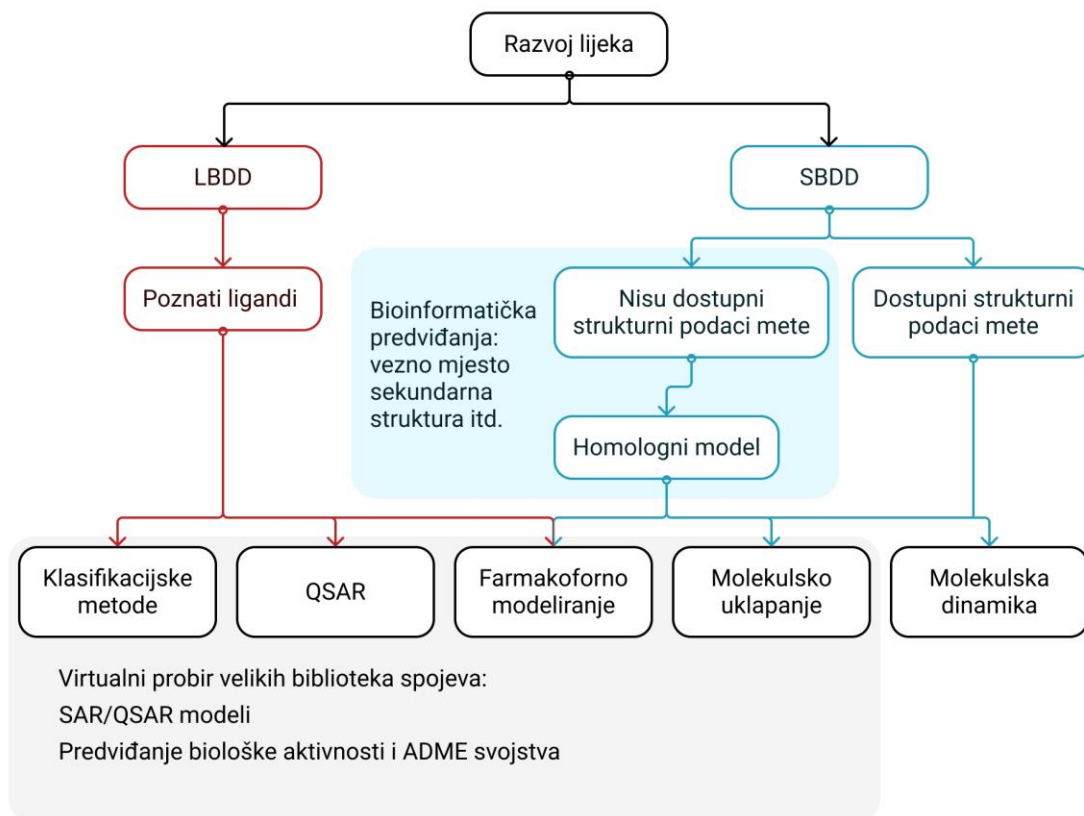 Razvoj lijeka
LBDD
SBDD
Poznati ligandi
Bioinformatička
predviđanja:
vezno mjesto
sekundarna
struktura itd.
Nisu dostupni
strukturni podaci mete
Dostupni strukturni
podaci mete
Homologni model
Klasifikacijske
metode
QSAR
Farmakoforno
modeliranje
Molekulsko
uklapanje
Molekulska
dinamika
Virtualni probir velikih biblioteka spojeva:
SAR/QSAR modeli
Predviđanje biološke aktivnosti i ADME svojstva